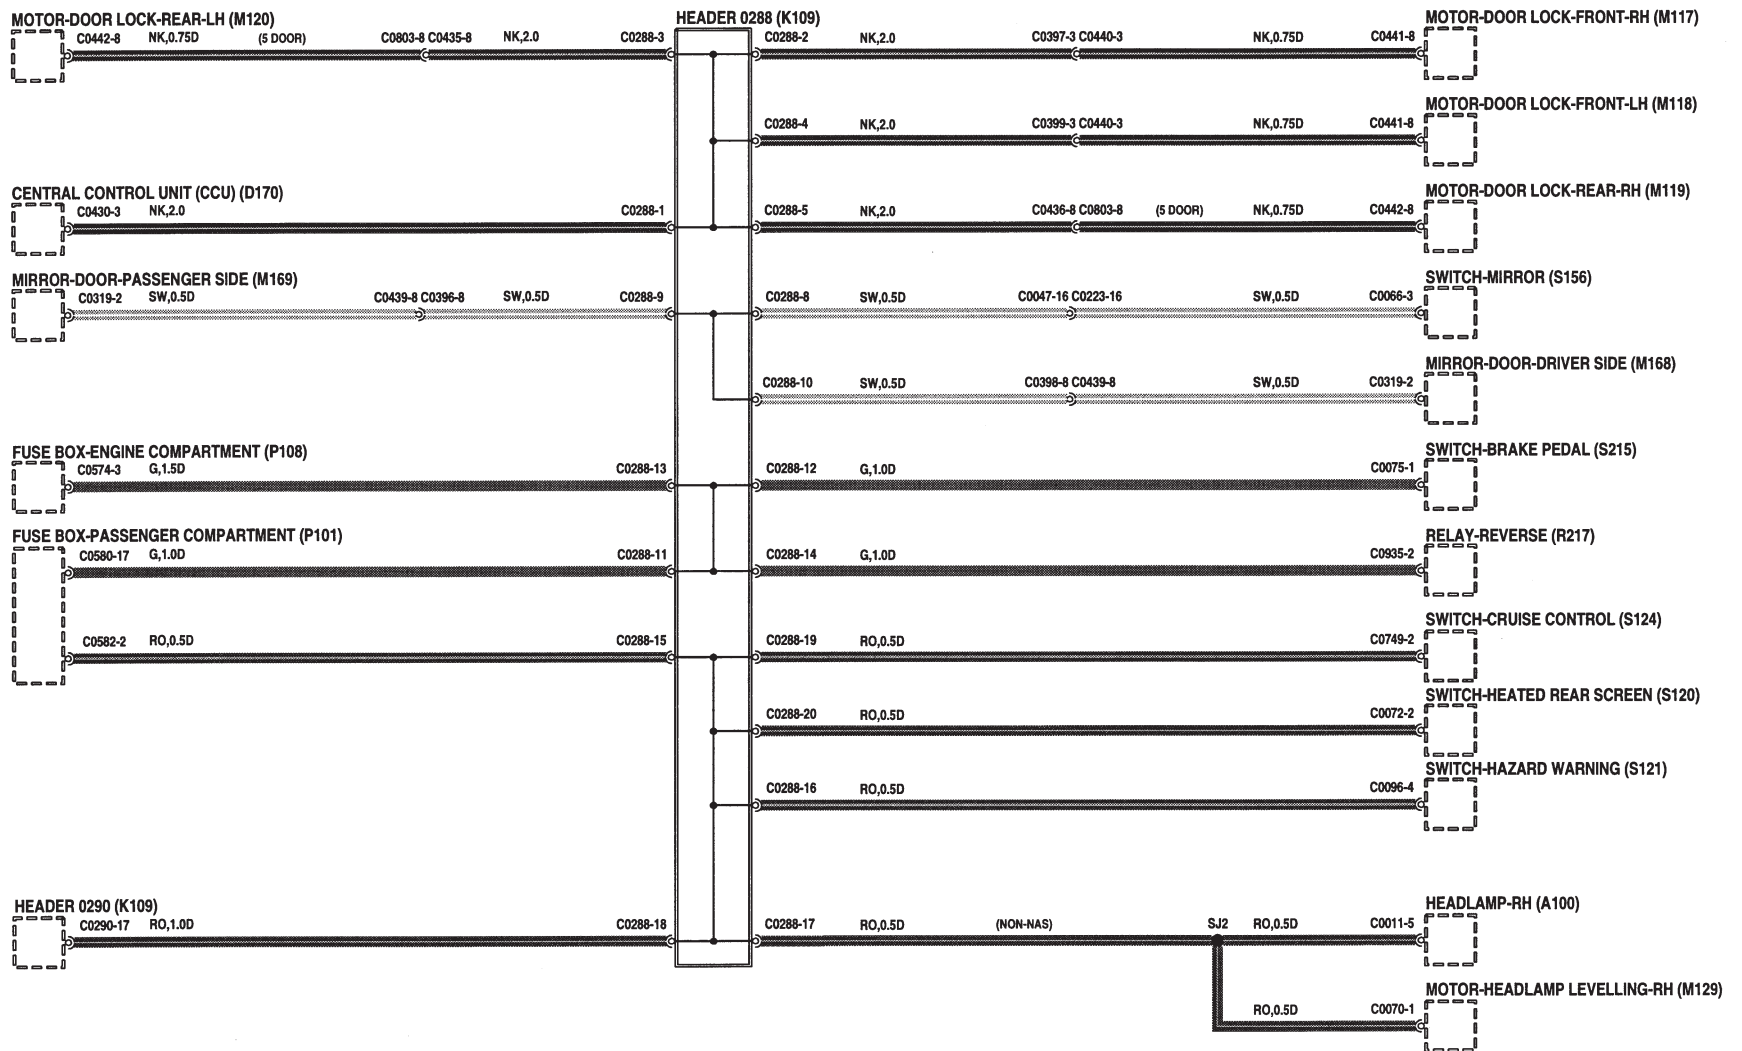 MOTOR-DOOR LOCK-REAR-LH (M120)
C0442-8 NK,0.75D (5 DOOR) C0803-8 C0435-8 NK,2.0 C0288-3
HEADER 0288 (K109)
MOTOR-DOOR LOCK-FRONT-RH (M117)
C0288-2 NK,2.0 C0397-3 C0440-3 NK,0.75D C0441-8
MOTOR-DOOR LOCK-FRONT-LH (M118)
C0288-4 NK,2.0 C0399-3 C0440-3 NK,0.75D C0441-8
CENTRAL CONTROL UNIT (CCU) (D170)
C0430-3 NK,2.0 C0288-1
MOTOR-DOOR LOCK-REAR-RH (M119)
C0288-5 NK,2.0 C0436-8 C0803-8 (5 DOOR) NK,0.75D C0442-8
MIRROR-DOOR-PASSENGER SIDE (M169)
C0319-2 SW,0.5D C0439-8 C0396-8 SW,0.5D C0288-9
SWITCH-MIRROR (S156)
C0288-8 SW,0.5D C0047-16 C0223-16 SW,0.5D C0066-3
MIRROR-DOOR-DRIVER SIDE (M168)
C0288-10 SW,0.5D C0398-8 C0439-8 SW,0.5D C0319-2
FUSE BOX-ENGINE COMPARTMENT (P108)
C0574-3 G,1.5D C0288-13
SWITCH-BRAKE PEDAL (S215)
C0288-12 G,1.0D C0075-1
FUSE BOX-PASSENGER COMPARTMENT (P101)
C0580-17 G,1.0D C0288-11
RELAY-REVERSE (R217)
C0288-14 G,1.0D C0935-2
C0582-2 RO,0.5D C0288-15
SWITCH-CRUISE CONTROL (S124)
C0288-19 RO,0.5D C0749-2
SWITCH-HEATED REAR SCREEN (S120)
C0288-20 RO,0.5D C0072-2
SWITCH-HAZARD WARNING (S121)
C0288-16 RO,0.5D C0096-4
HEADER 0290 (K109)
C0290-17 RO,1.0D C0288-18
HEADLAMP-RH (A100)
C0288-17 RO,0.5D (NON-NAS) SJ2 RO,0.5D C0011-5
MOTOR-HEADLAMP LEVELLING-RH (M129)
RO,0.5D C0070-1